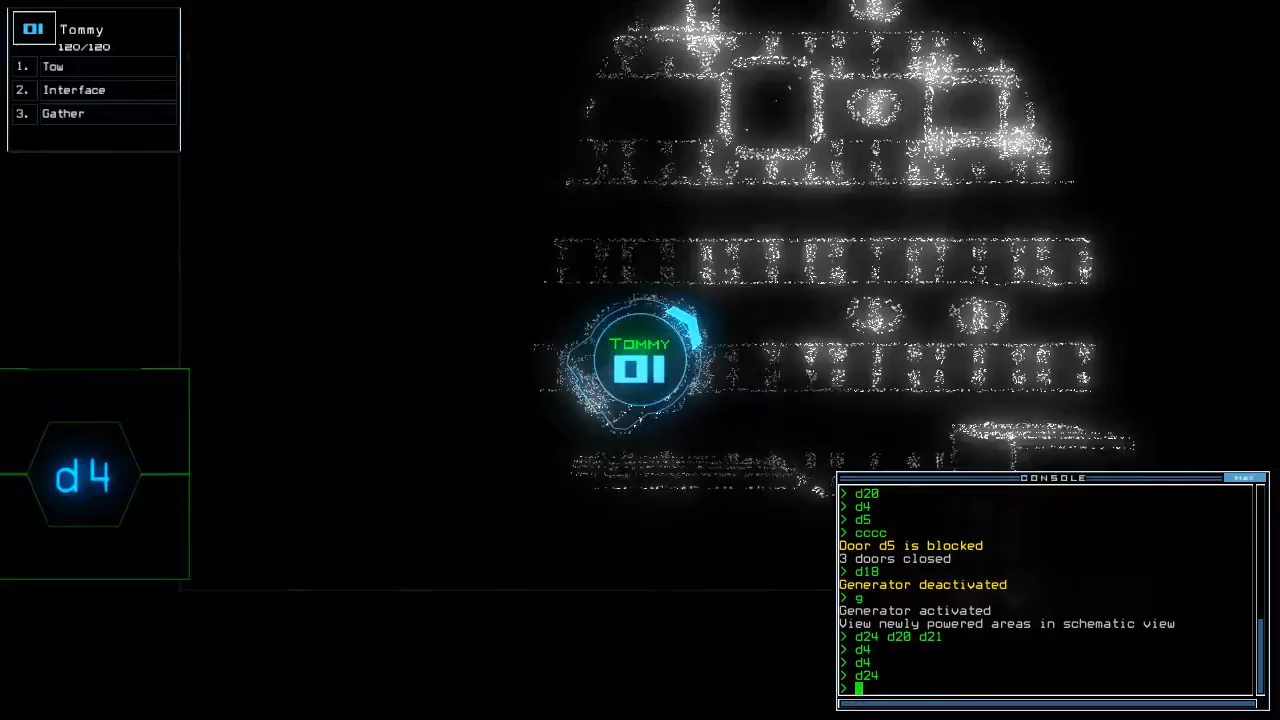 01 Tommy
120/120
1. Tow
2. Interface
3. Gather
TOMMY
01
d4
CONSOLE
MAX
> d20
> d4
> d5
> cccc
Door d5 is blocked
3 doors closed
> d18
Generator deactivated
> g
Generator activated
View newly powered areas in schematic view
> d24 d20 d21
> d4
> d4
> d24
>